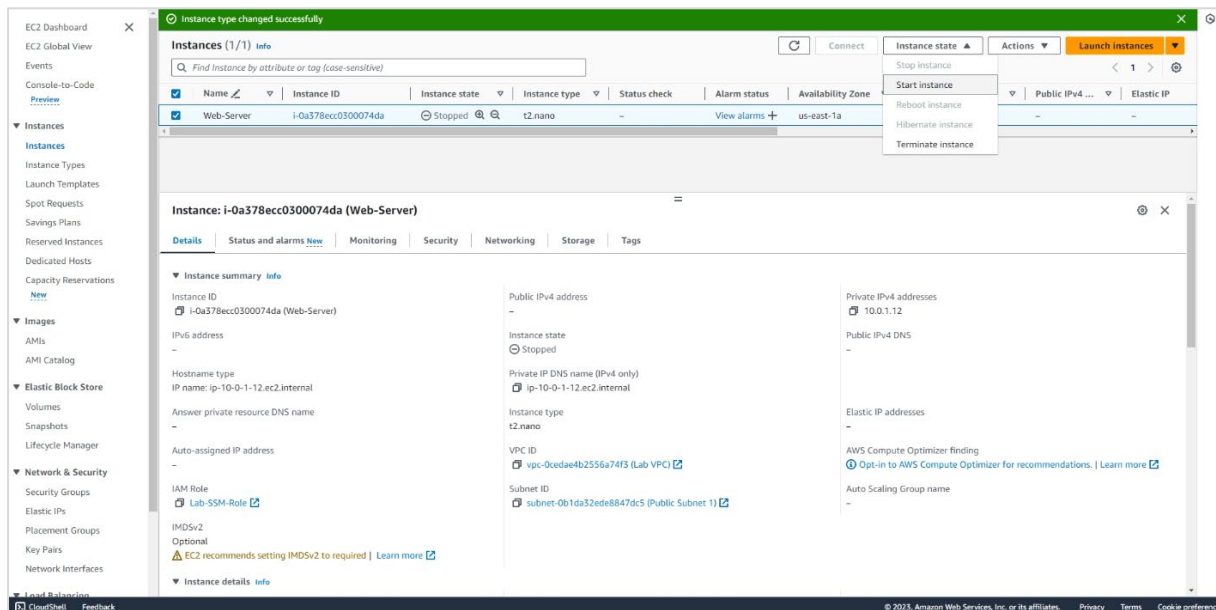 EC2 Dashboard
EC2 Global View
Events
Console-to-Code
Preview
Instances
Instances
Instance Types
Launch Templates
Spot Requests
Savings Plans
Reserved Instances
Dedicated Hosts
Capacity Reservations
New
Images
AMIs
AMI Catalog
Elastic Block Store
Volumes
Snapshots
Lifecycle Manager
Network & Security
Security Groups
Elastic IPs
Placement Groups
Key Pairs
Network Interfaces
Load Balancing
Instance type changed successfully
Instances (1/1) Info
Connect Instance state Actions Launch instances
Find Instance by attribute or tag (case-sensitive)
1
Stop instance
Start instance
Reboot instance
Hibernate instance
Terminate instance
Name Instance ID Instance state Instance type Status check Alarm status Availability Zone Public IPv4 ... Elastic IP
Web-Server i-0a378ecc0300074da Stopped t2.nano – View alarms + us-east-1a – –
Instance: i-0a378ecc0300074da (Web-Server)
Details Status and alarms New Monitoring Security Networking Storage Tags
Instance summary Info
Instance ID Public IPv4 address Private IPv4 addresses
i-0a378ecc0300074da (Web-Server) – 10.0.1.12
IPv6 address Instance state Public IPv4 DNS
– Stopped –
Hostname type Private IP DNS name (IPv4 only)
IP name: ip-10-0-1-12.ec2.internal ip-10-0-1-12.ec2.internal
Answer private resource DNS name Instance type Elastic IP addresses
– t2.nano –
Auto-assigned IP address VPC ID AWS Compute Optimizer finding
– vpc-0cedae4b2556a74f3 (Lab VPC) Opt-in to AWS Compute Optimizer for recommendations. | Learn more
IAM Role Subnet ID Auto Scaling Group name
Lab-SSM-Role subnet-0b1da32ede8847dc5 (Public Subnet 1) –
IMDSv2
Optional
EC2 recommends setting IMDSv2 to required | Learn more
Instance details Info
CloudShell Feedback © 2023, Amazon Web Services, Inc. or its affiliates. Privacy Terms Cookie preferenc